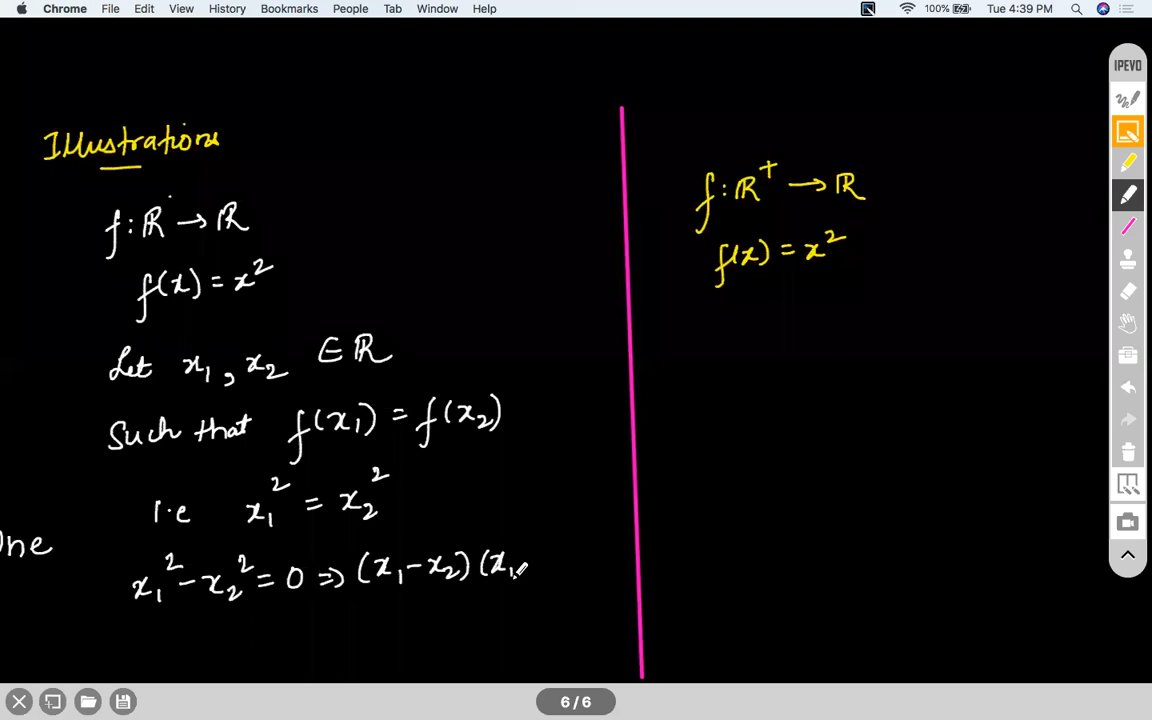 Chrome File Edit View History Bookmarks People Tab Window Help 100% Tue 4:39 PM
IPEVO
Illustrations
f : ℝ → ℝ
f(x) = x²
Let x₁, x₂ ∈ ℝ
Such that f(x₁) = f(x₂)
i.e x₁² = x₂²
One
x₁² - x₂² = 0 ⇒ (x₁ - x₂) (x₁
f : ℝ⁺ → ℝ
f(x) = x²
6/6